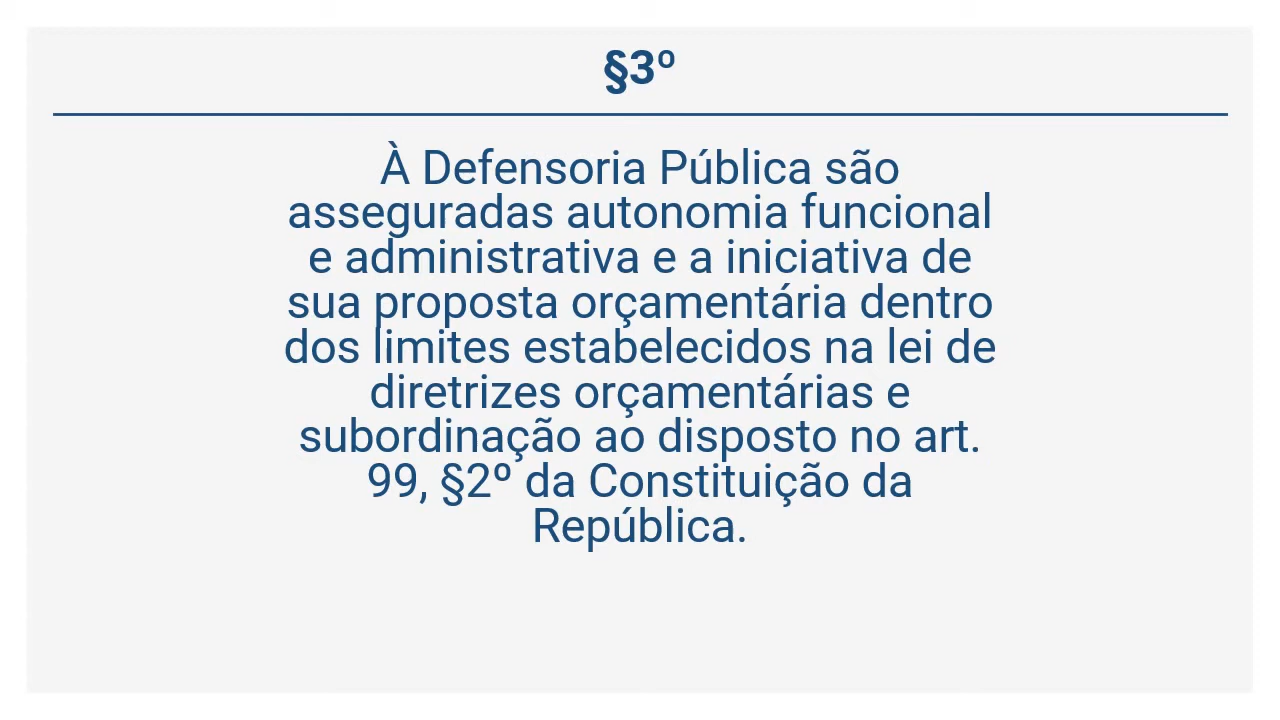 §3º
À Defensoria Pública são
asseguradas autonomia funcional
e administrativa e a iniciativa de
sua proposta orçamentária dentro
dos limites estabelecidos na lei de
diretrizes orçamentárias e
subordinação ao disposto no art.
99, §2º da Constituição da
República.